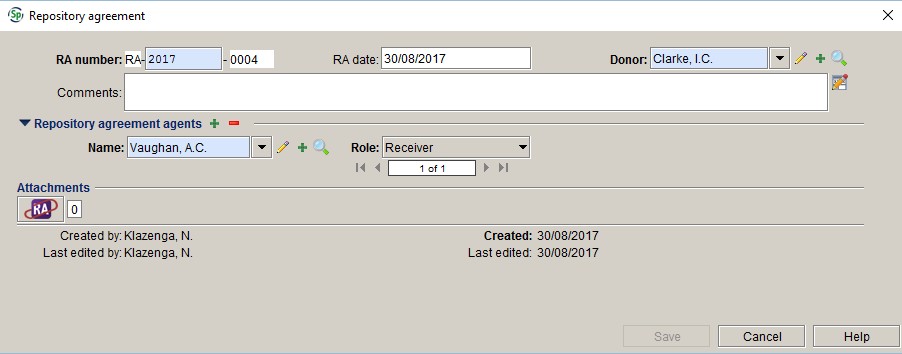 Sp Repository agreement
RA number: RA- 2017 - 0004 RA date: 30/08/2017 Donor: Clarke, I.C.
Comments:
Repository agreement agents
Name: Vaughan, A.C. Role: Receiver
1 of 1
Attachments
RA 0
Created by: Klazenga, N. Created: 30/08/2017
Last edited by: Klazenga, N. Last edited: 30/08/2017
Save Cancel Help